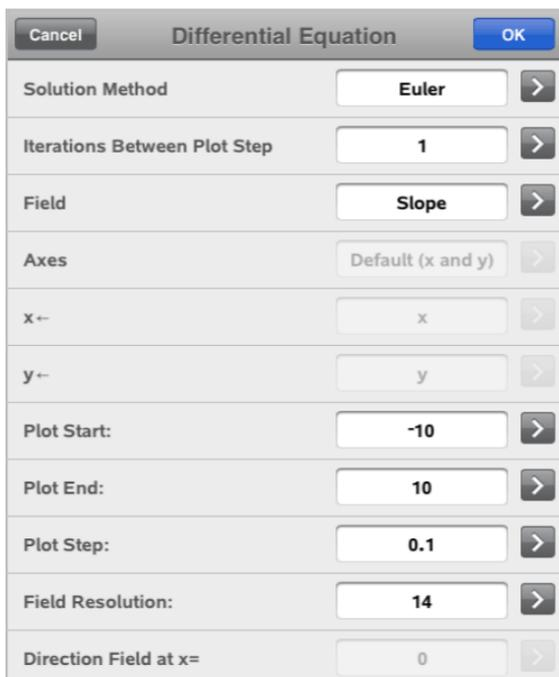 Cancel Differential Equation OK
Solution Method Euler
Iterations Between Plot Step 1
Field Slope
Axes Default (x and y)
x← x
y← y
Plot Start: -10
Plot End: 10
Plot Step: 0.1
Field Resolution: 14
Direction Field at x= 0